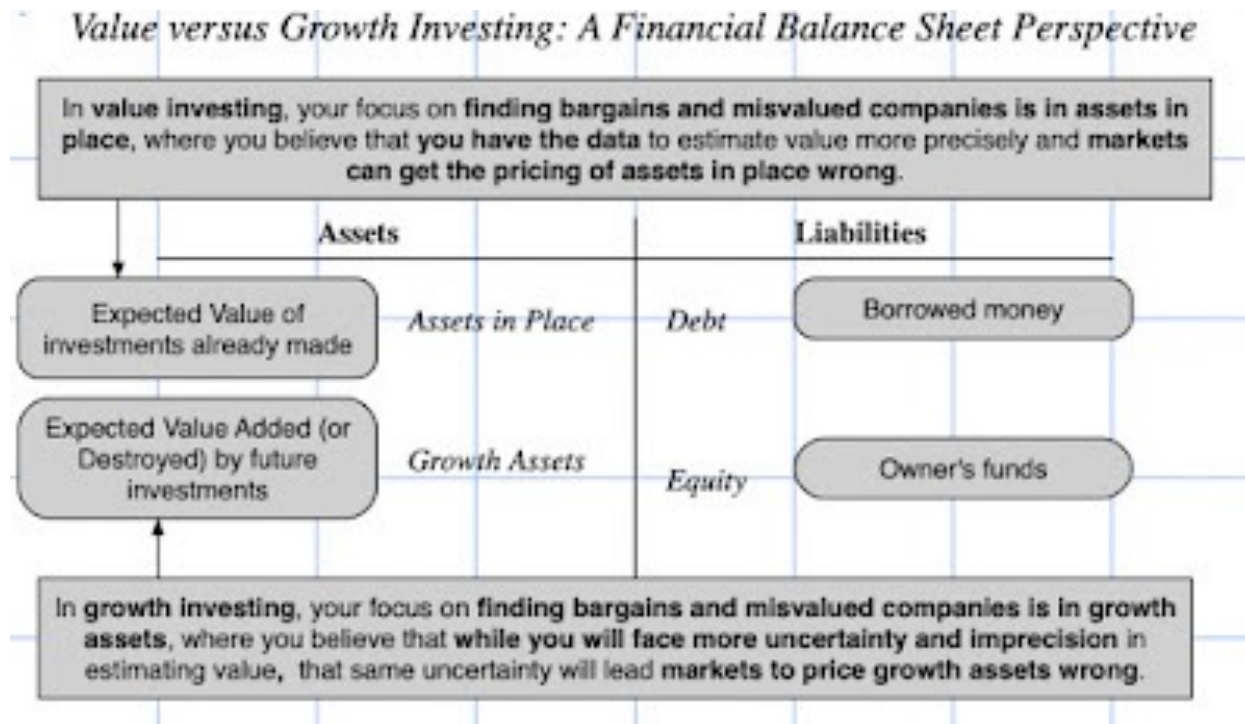 Value versus Growth Investing: A Financial Balance Sheet Perspective
In value investing, your focus on finding bargains and misvalued companies is in assets in
place, where you believe that you have the data to estimate value more precisely and markets
can get the pricing of assets in place wrong.
Assets
Liabilities
Expected Value of
investments already made
Assets in Place
Debt
Borrowed money
Expected Value Added (or
Destroyed) by future
investments
Growth Assets
Equity
Owner's funds
In growth investing, your focus on finding bargains and misvalued companies is in growth
assets, where you believe that while you will face more uncertainty and imprecision in
estimating value, that same uncertainty will lead markets to price growth assets wrong.